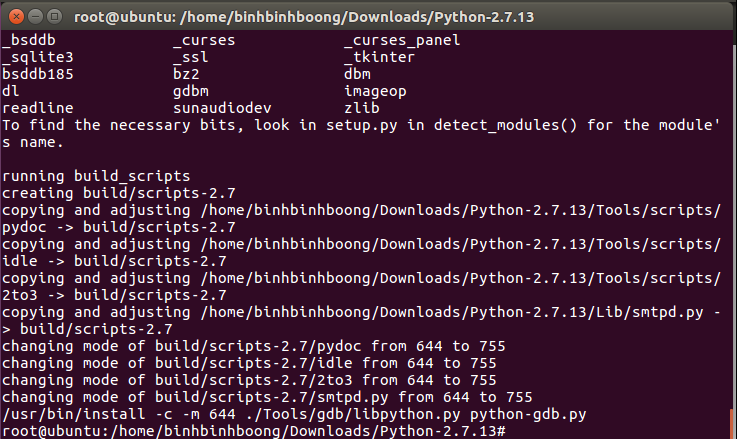 root@ubuntu: /home/binhbinhboong/Downloads/Python-2.7.13
_bsddb _curses _curses_panel
_sqlite3 _ssl _tkinter
bsddb185 bz2 dbm
dl gdbm imageop
readline sunaudiodev zlib
To find the necessary bits, look in setup.py in detect_modules() for the module'
s name.

running build_scripts
creating build/scripts-2.7
copying and adjusting /home/binhbinhboong/Downloads/Python-2.7.13/Tools/scripts/
pydoc -> build/scripts-2.7
copying and adjusting /home/binhbinhboong/Downloads/Python-2.7.13/Tools/scripts/
idle -> build/scripts-2.7
copying and adjusting /home/binhbinhboong/Downloads/Python-2.7.13/Tools/scripts/
2to3 -> build/scripts-2.7
copying and adjusting /home/binhbinhboong/Downloads/Python-2.7.13/Lib/smtpd.py -
> build/scripts-2.7
changing mode of build/scripts-2.7/pydoc from 644 to 755
changing mode of build/scripts-2.7/idle from 644 to 755
changing mode of build/scripts-2.7/2to3 from 644 to 755
changing mode of build/scripts-2.7/smtpd.py from 644 to 755
/usr/bin/install -c -m 644 ./Tools/gdb/libpython.py python-gdb.py
root@ubuntu:/home/binhbinhboong/Downloads/Python-2.7.13#